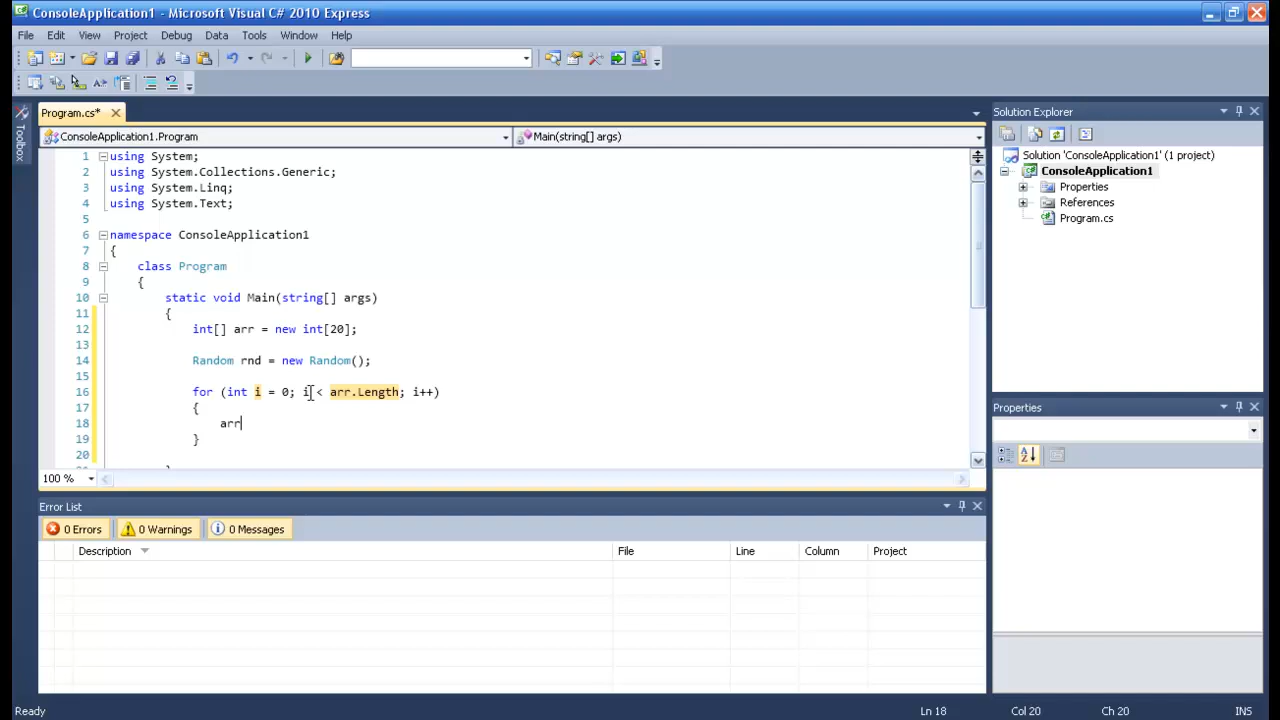 ConsoleApplication1 - Microsoft Visual C# 2010 Express
File Edit View Project Debug Data Tools Window Help
Program.cs*
Solution Explorer
ConsoleApplication1.Program Main(string[] args)
Toolbox
1 using System;
2 using System.Collections.Generic;
3 using System.Linq;
4 using System.Text;
5
6 namespace ConsoleApplication1
7 {
8 class Program
9 {
10 static void Main(string[] args)
11 {
12 int[] arr = new int[20];
13
14 Random rnd = new Random();
15
16 for (int i = 0; i < arr.Length; i++)
17 {
18 arr
19 }
20
100 %
Solution 'ConsoleApplication1' (1 project)
ConsoleApplication1
Properties
References
Program.cs
Properties
Error List
0 Errors 0 Warnings 0 Messages
Description File Line Column Project
Ready Ln 18 Col 20 Ch 20 INS